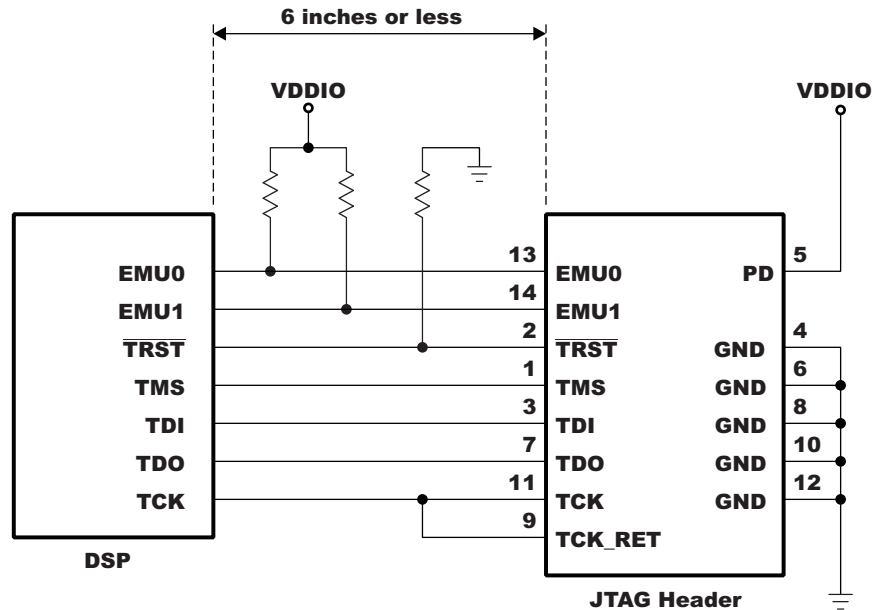 6 inches or less
VDDIO
VDDIO
EMU0
13
EMU0
PD
5
EMU1
14
EMU1
TRST
2
TRST
GND
4
TMS
1
TMS
GND
6
TDI
3
TDI
GND
8
TDO
7
TDO
GND
10
TCK
11
TCK
GND
12
9
TCK_RET
DSP
JTAG Header